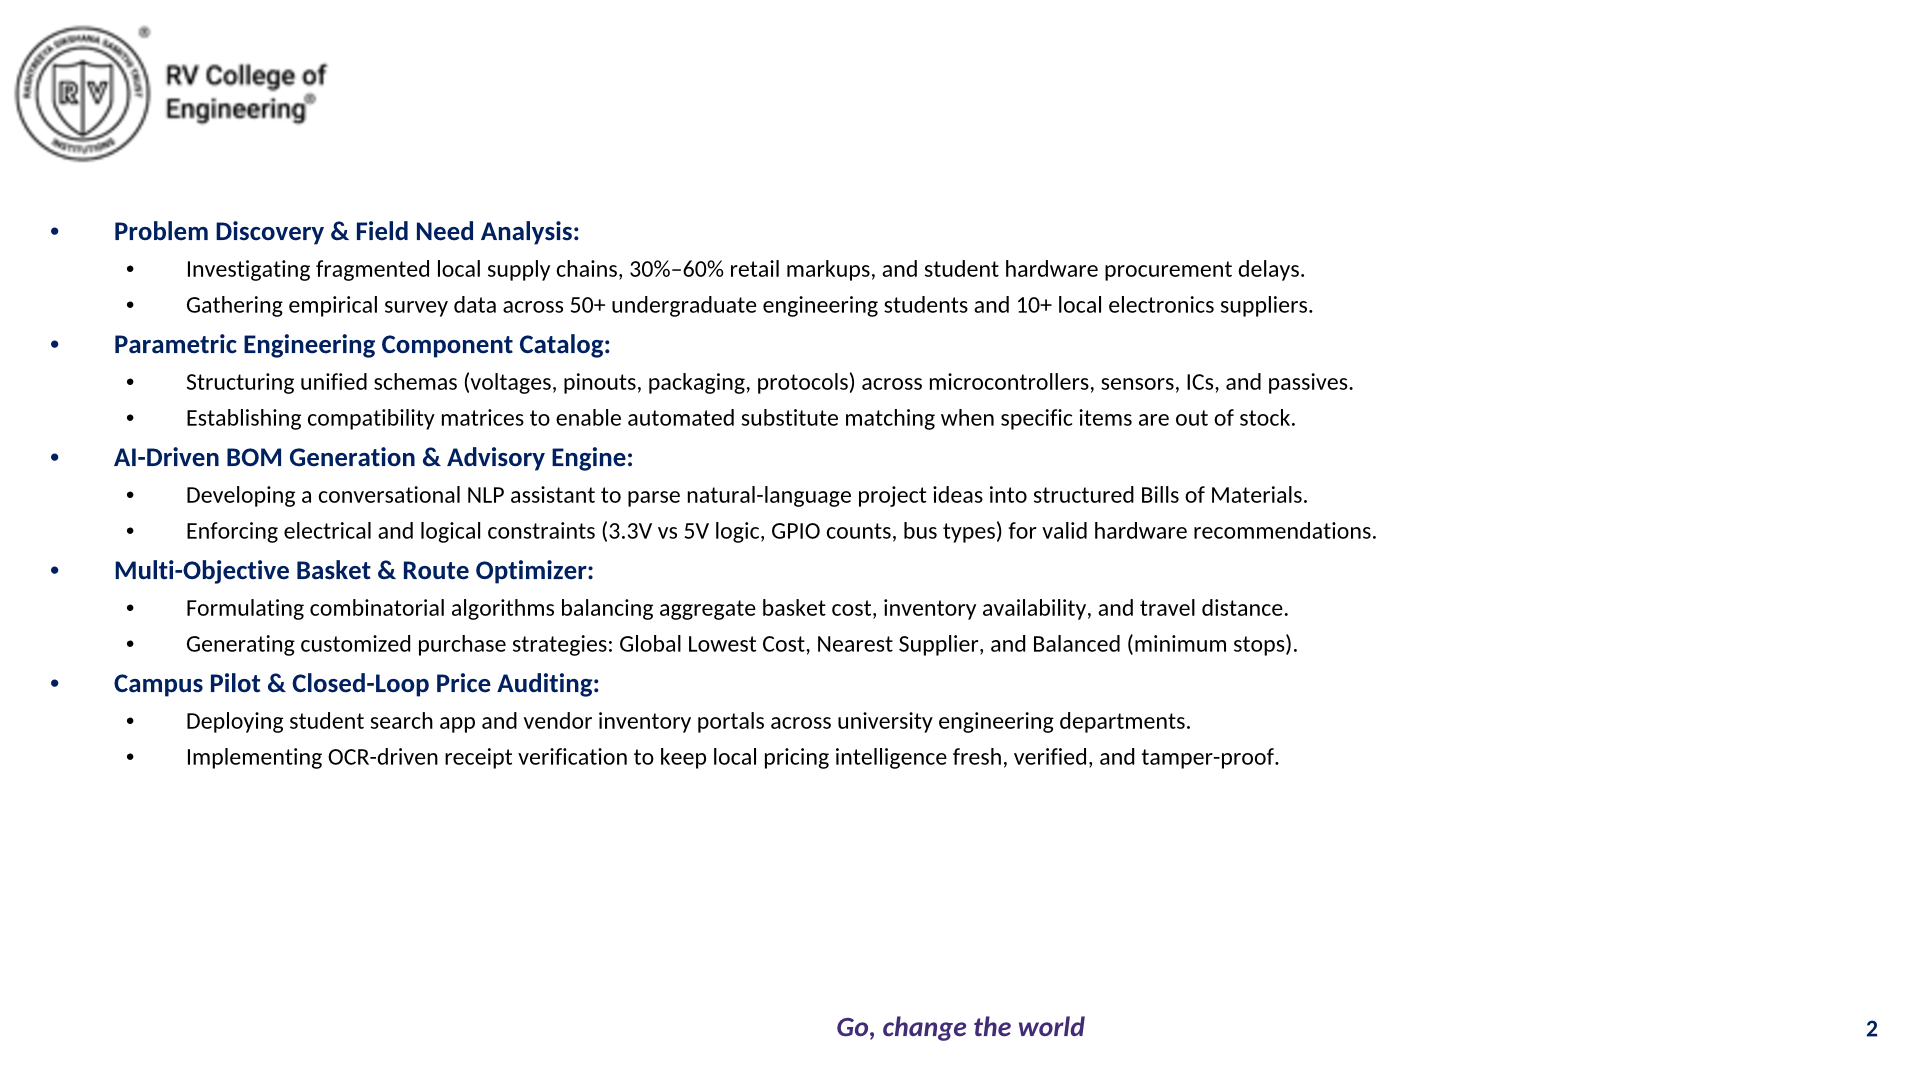 RASHTREEYA SIKSHANA SAMITHI TRUST
RV
INSTITUTIONS
®
RV College of
Engineering®
• Problem Discovery & Field Need Analysis:
• Investigating fragmented local supply chains, 30%–60% retail markups, and student hardware procurement delays.
• Gathering empirical survey data across 50+ undergraduate engineering students and 10+ local electronics suppliers.
• Parametric Engineering Component Catalog:
• Structuring unified schemas (voltages, pinouts, packaging, protocols) across microcontrollers, sensors, ICs, and passives.
• Establishing compatibility matrices to enable automated substitute matching when specific items are out of stock.
• AI-Driven BOM Generation & Advisory Engine:
• Developing a conversational NLP assistant to parse natural-language project ideas into structured Bills of Materials.
• Enforcing electrical and logical constraints (3.3V vs 5V logic, GPIO counts, bus types) for valid hardware recommendations.
• Multi-Objective Basket & Route Optimizer:
• Formulating combinatorial algorithms balancing aggregate basket cost, inventory availability, and travel distance.
• Generating customized purchase strategies: Global Lowest Cost, Nearest Supplier, and Balanced (minimum stops).
• Campus Pilot & Closed-Loop Price Auditing:
• Deploying student search app and vendor inventory portals across university engineering departments.
• Implementing OCR-driven receipt verification to keep local pricing intelligence fresh, verified, and tamper-proof.
Go, change the world
2